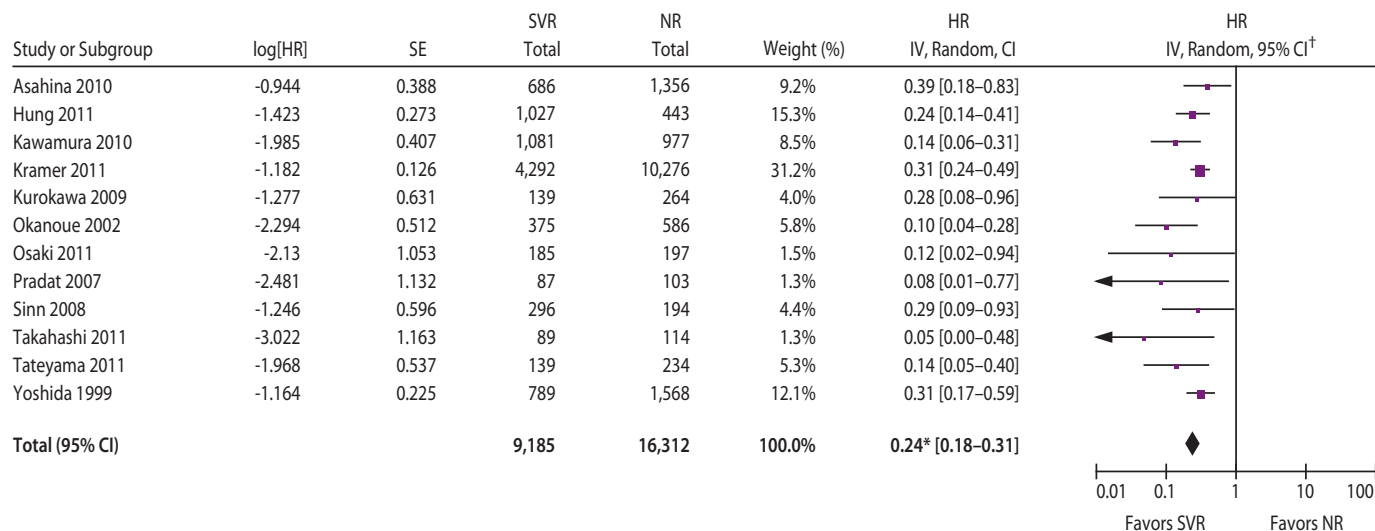 SVR NR HR HR
Study or Subgroup log[HR] SE Total Total Weight (%) IV, Random, CI IV, Random, 95% CI†
Asahina 2010 -0.944 0.388 686 1,356 9.2% 0.39 [0.18–0.83]
Hung 2011 -1.423 0.273 1,027 443 15.3% 0.24 [0.14–0.41]
Kawamura 2010 -1.985 0.407 1,081 977 8.5% 0.14 [0.06–0.31]
Kramer 2011 -1.182 0.126 4,292 10,276 31.2% 0.31 [0.24–0.49]
Kurokawa 2009 -1.277 0.631 139 264 4.0% 0.28 [0.08–0.96]
Okanoue 2002 -2.294 0.512 375 586 5.8% 0.10 [0.04–0.28]
Osaki 2011 -2.13 1.053 185 197 1.5% 0.12 [0.02–0.94]
Pradat 2007 -2.481 1.132 87 103 1.3% 0.08 [0.01–0.77]
Sinn 2008 -1.246 0.596 296 194 4.4% 0.29 [0.09–0.93]
Takahashi 2011 -3.022 1.163 89 114 1.3% 0.05 [0.00–0.48]
Tateyama 2011 -1.968 0.537 139 234 5.3% 0.14 [0.05–0.40]
Yoshida 1999 -1.164 0.225 789 1,568 12.1% 0.31 [0.17–0.59]
Total (95% CI) 9,185 16,312 100.0% 0.24* [0.18–0.31]
0.01 0.1 1 10 100
Favors SVR Favors NR